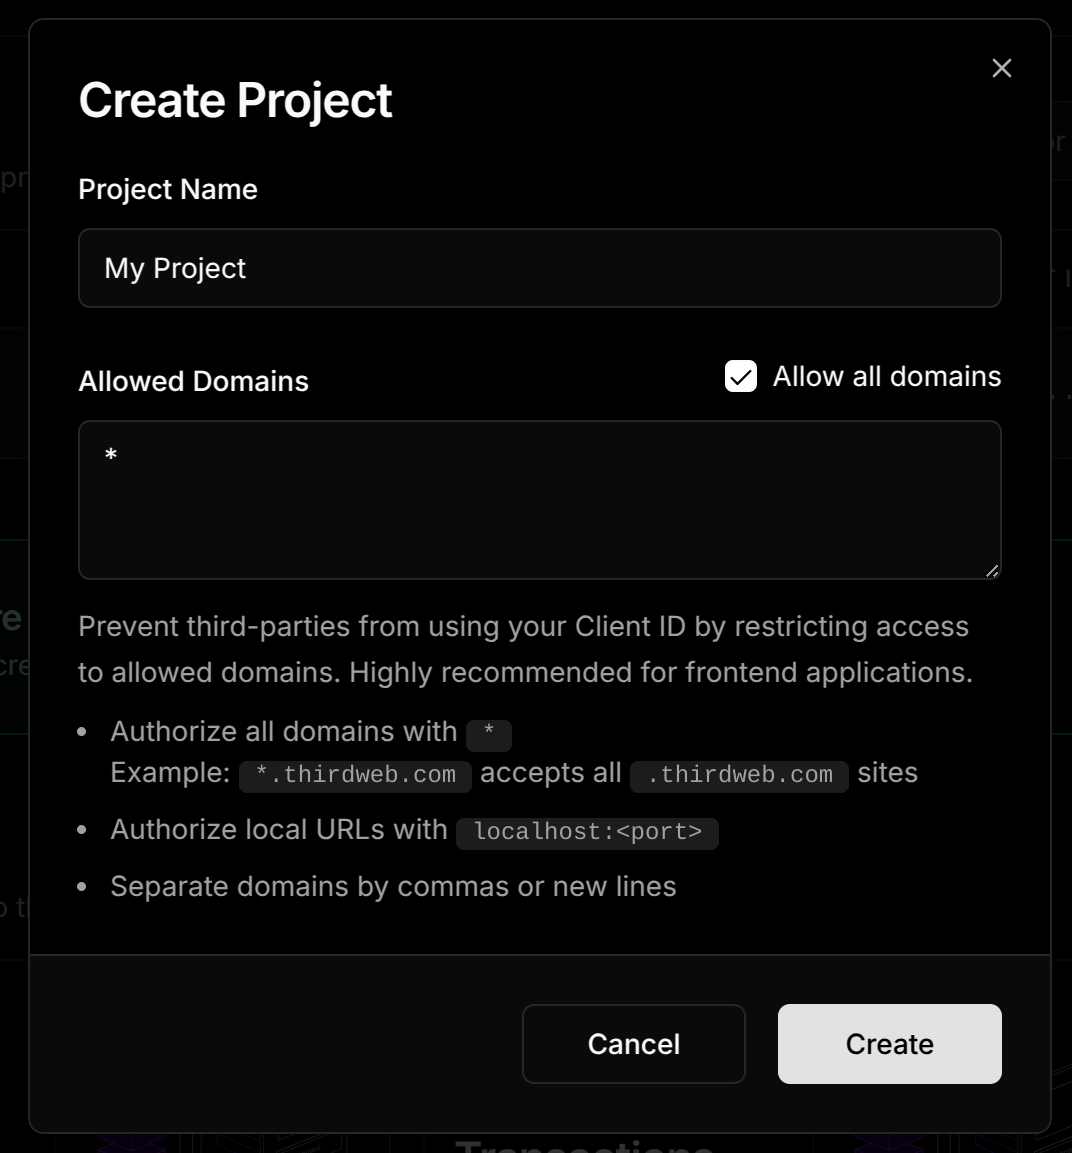 Create Project
Project Name
My Project
Allowed Domains
Allow all domains
*
Prevent third-parties from using your Client ID by restricting access
to allowed domains. Highly recommended for frontend applications.
• Authorize all domains with *
Example: *.thirdweb.com accepts all .thirdweb.com sites
• Authorize local URLs with localhost:<port>
• Separate domains by commas or new lines
Cancel
Create
Transactions